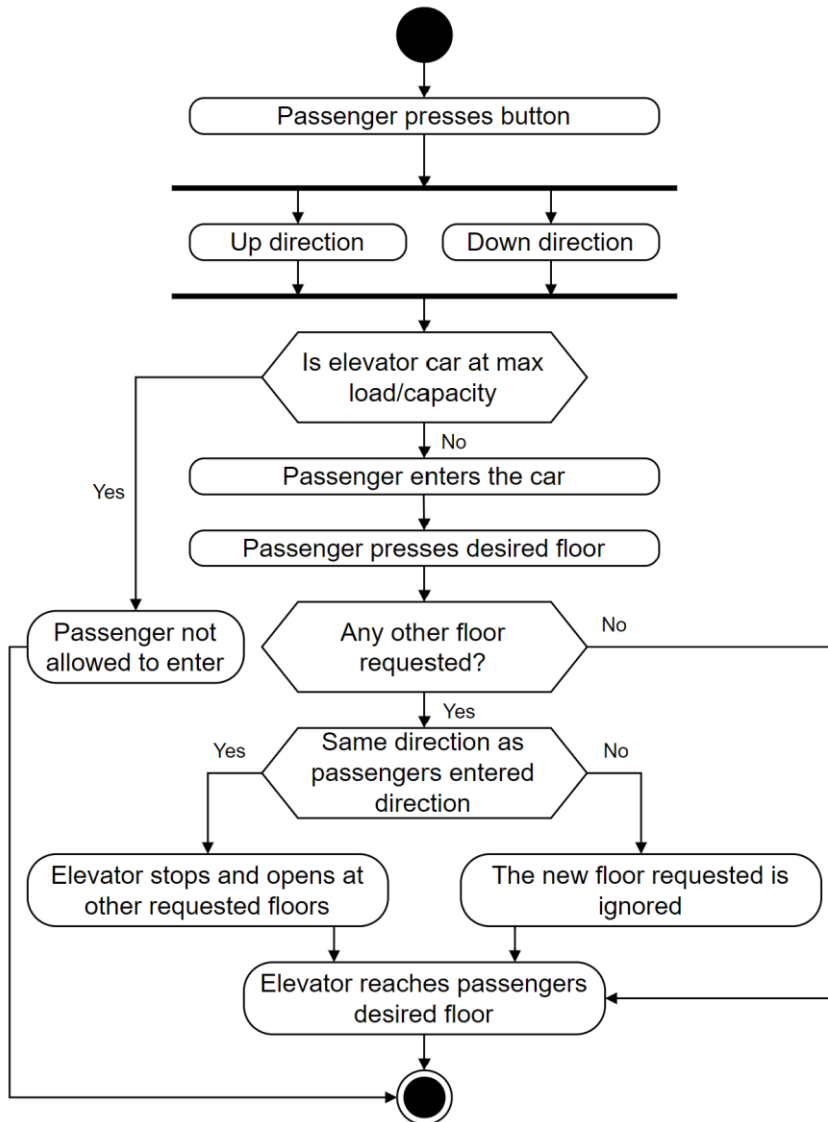 Passenger presses button
Up direction
Down direction
Is elevator car at max
load/capacity
No
Passenger enters the car
Yes
Passenger presses desired floor
Passenger not
allowed to enter
Any other floor
requested?
No
Yes
Yes
Same direction as
passengers entered
direction
No
Elevator stops and opens at
other requested floors
The new floor requested is
ignored
Elevator reaches passengers
desired floor